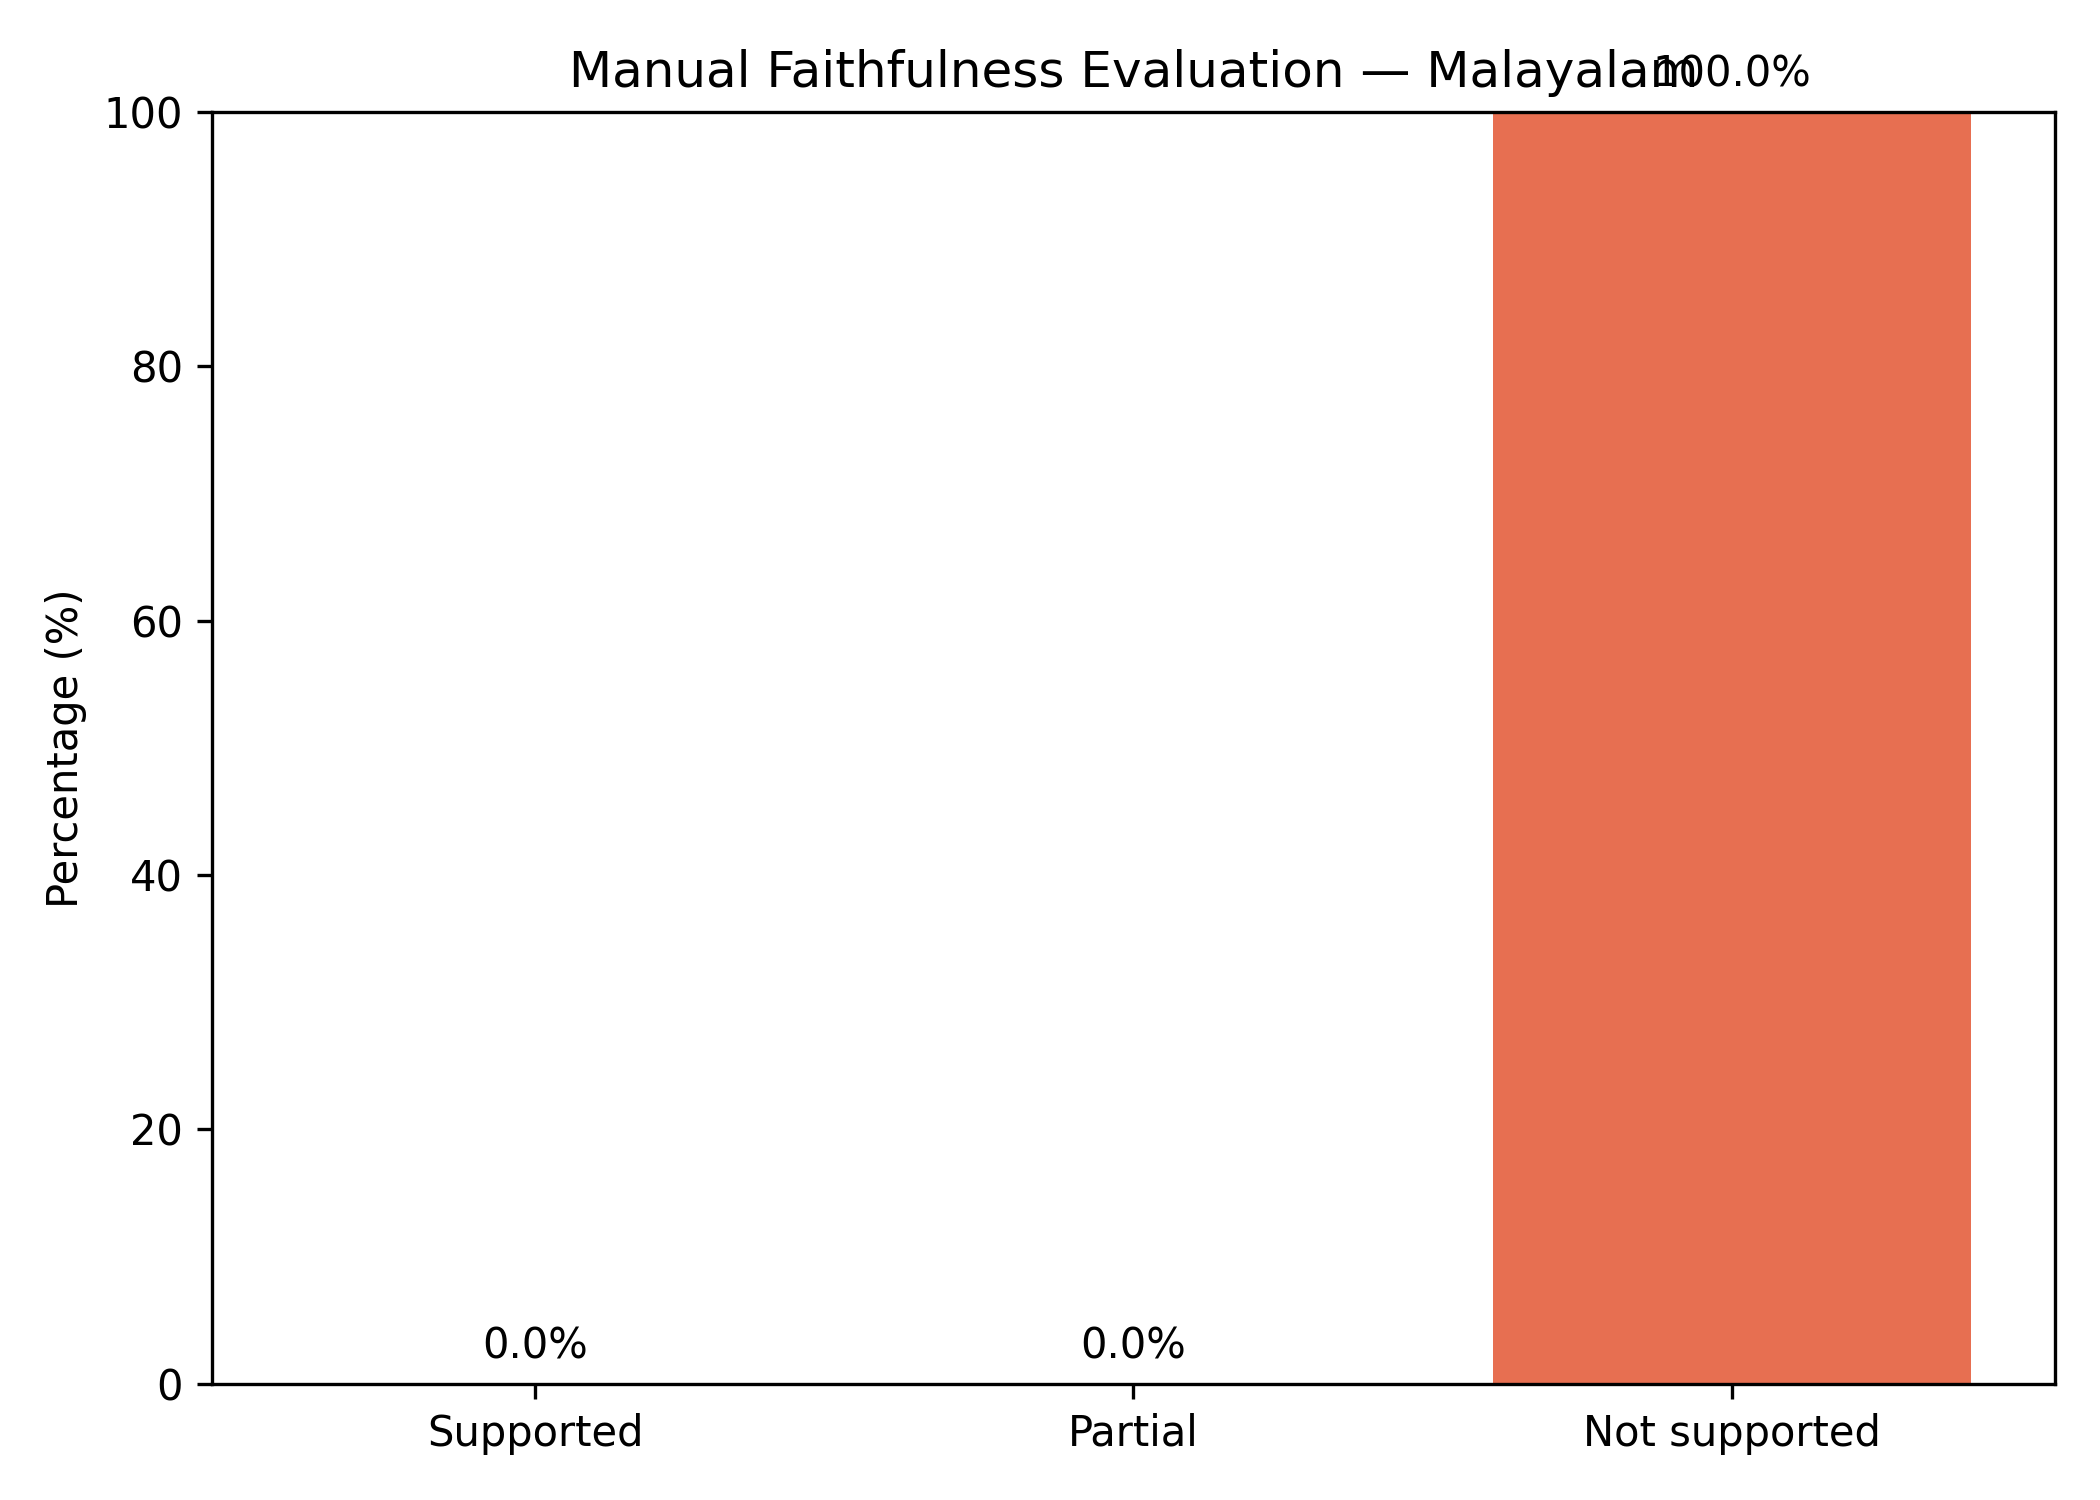 Manual Faithfulness Evaluation — Malayalam
100.0%
100
80
60
40
20
0
Percentage (%)
0.0%
0.0%
Supported
Partial
Not supported